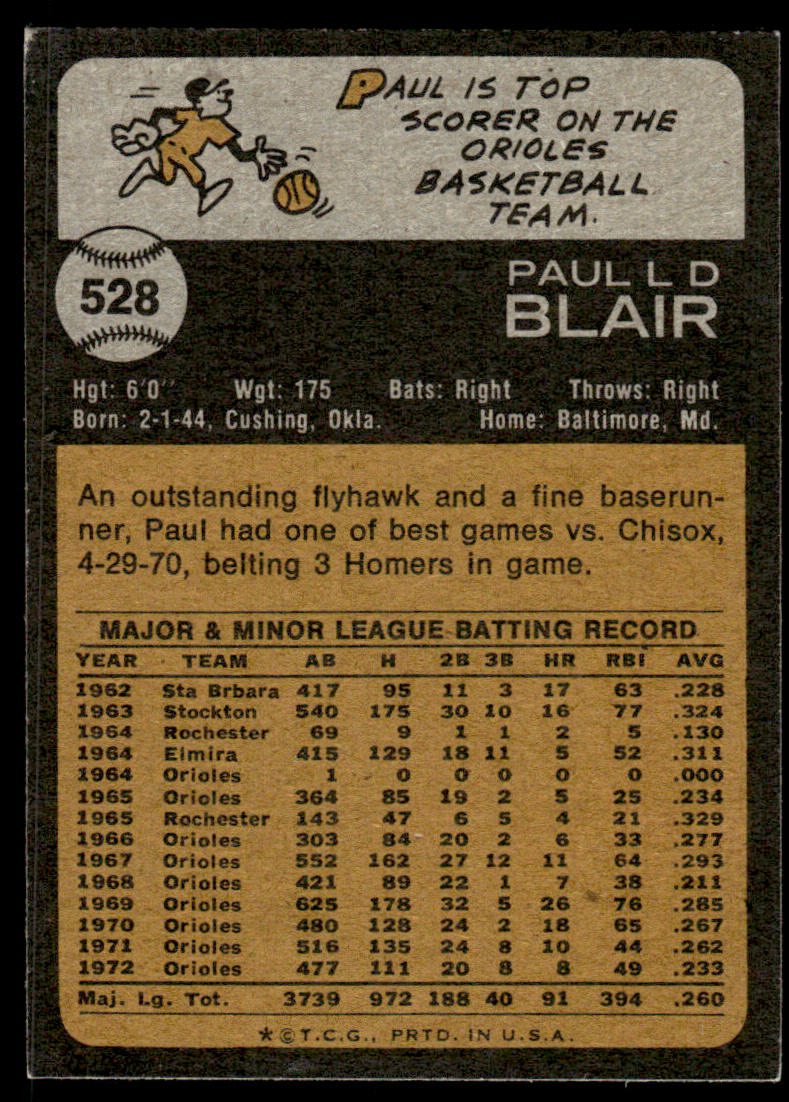 PAUL IS TOP
SCORER ON THE
ORIOLES
BASKETBALL
TEAM.
528
PAUL L D
BLAIR
Hgt: 6'0" Wgt: 175 Bats: Right Throws: Right
Born: 2-1-44, Cushing, Okla. Home: Baltimore, Md.
An outstanding flyhawk and a fine baserun-
ner, Paul had one of best games vs. Chisox,
4-29-70, belting 3 Homers in game.
MAJOR & MINOR LEAGUE BATTING RECORD
YEAR TEAM AB H 2B 3B HR RBI AVG
1962 Sta Brbara 417 95 11 3 17 63 .228
1963 Stockton 540 175 30 10 16 77 .324
1964 Rochester 69 9 1 1 2 5 .130
1964 Elmira 415 129 18 11 5 52 .311
1964 Orioles 1 0 0 0 0 0 .000
1965 Orioles 364 85 19 2 5 25 .234
1965 Rochester 143 47 6 5 4 21 .329
1966 Orioles 303 84 20 2 6 33 .277
1967 Orioles 552 162 27 12 11 64 .293
1968 Orioles 421 89 22 1 7 38 .211
1969 Orioles 625 178 32 5 26 76 .285
1970 Orioles 480 128 24 2 18 65 .267
1971 Orioles 516 135 24 8 10 44 .262
1972 Orioles 477 111 20 8 8 49 .233
Maj. Lg. Tot. 3739 972 188 40 91 394 .260
*©T.C.G., PRTD. IN U.S.A.